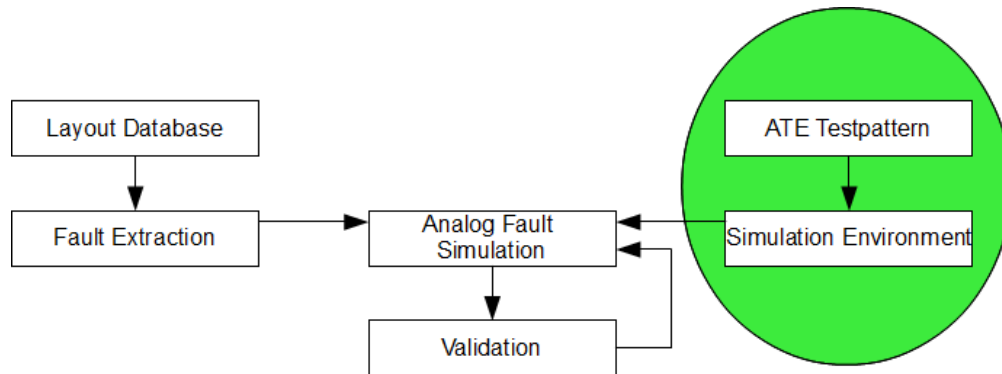 Layout Database
ATE Testpattern
Fault Extraction
Analog Fault
Simulation
Simulation Environment
Validation